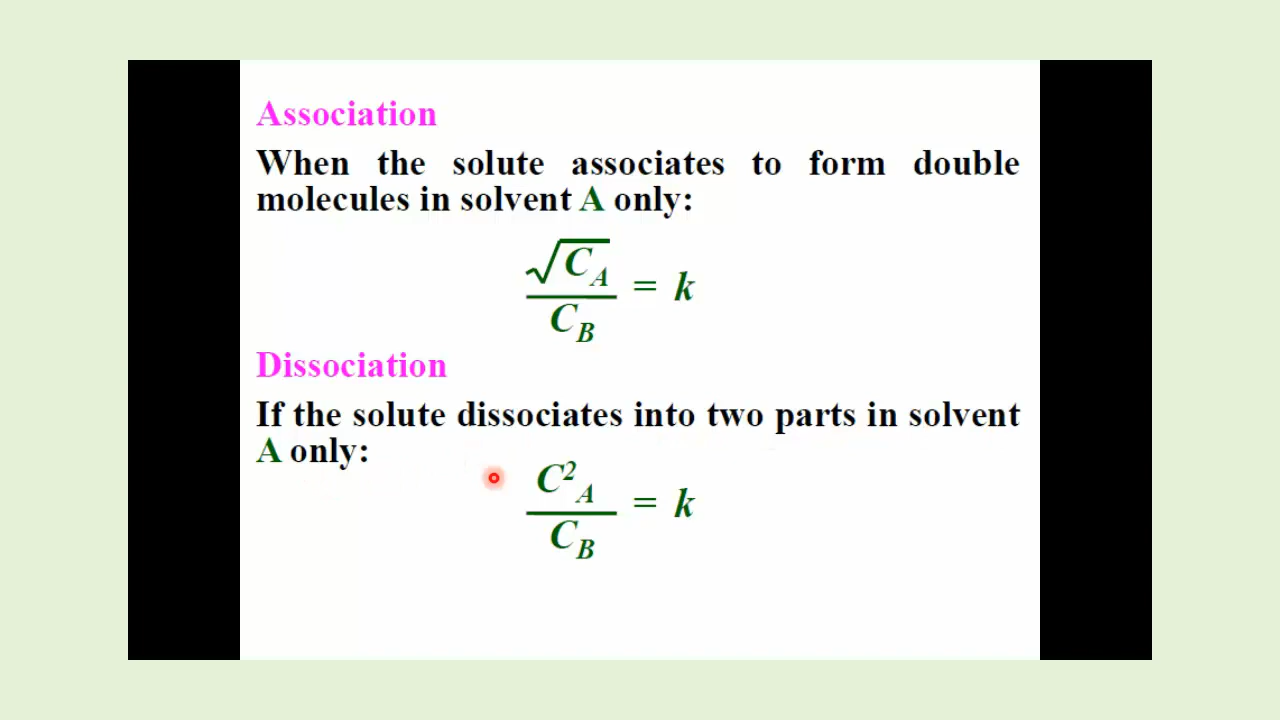 Association
When the solute associates to form double
molecules in solvent A only:
√C_A / C_B = k
Dissociation
If the solute dissociates into two parts in solvent
A only:
C²_A / C_B = k